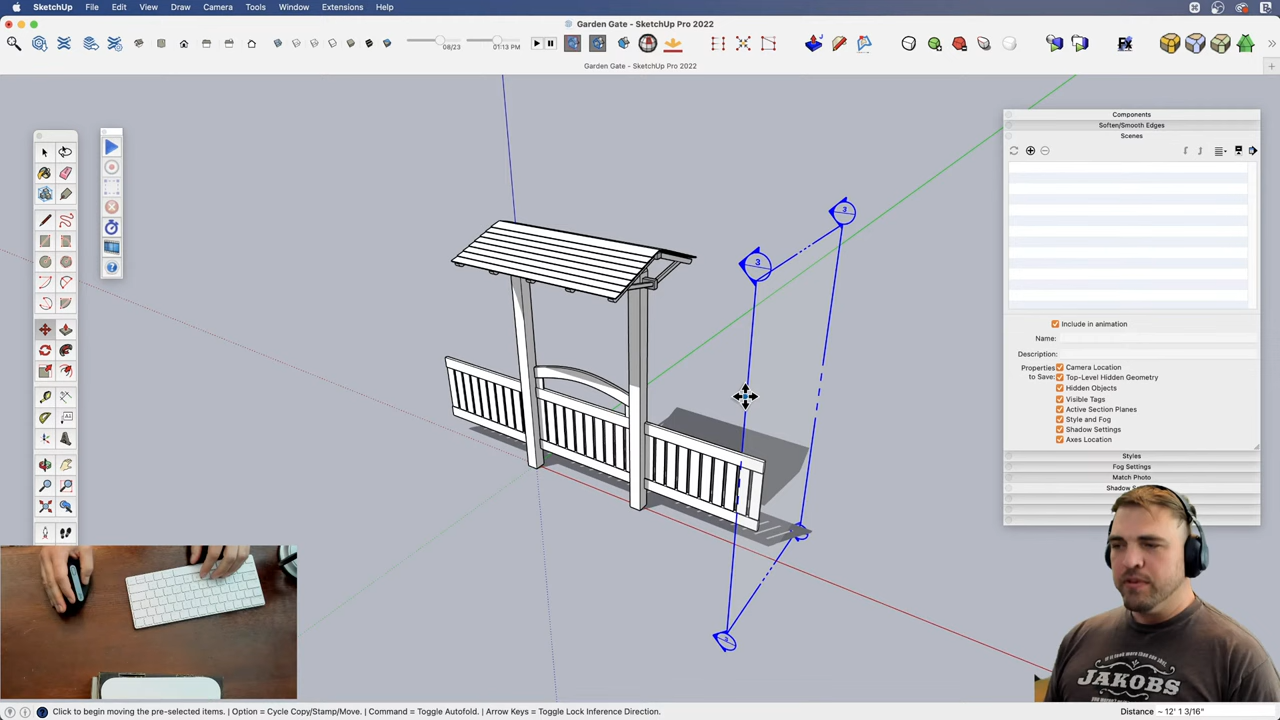 SketchUp File Edit View Draw Camera Tools Window Extensions Help
Garden Gate - SketchUp Pro 2022
08/23
01:13 PM
Garden Gate - SketchUp Pro 2022
Components
Soften/Smooth Edges
Scenes
Include in animation
Name:
Description:
Properties to Save:
Camera Location
Top-Level Hidden Geometry
Hidden Objects
Visible Tags
Active Section Planes
Style and Fog
Shadow Settings
Axes Location
Styles
Fog Settings
Match Photo
3
3
JAKOBS
Click to begin moving the pre-selected items. | Option = Cycle Copy/Stamp/Move. | Command = Toggle Autofold. | Arrow Keys = Toggle Lock Inference Direction.
Distance ~ 12' 1 3/16"